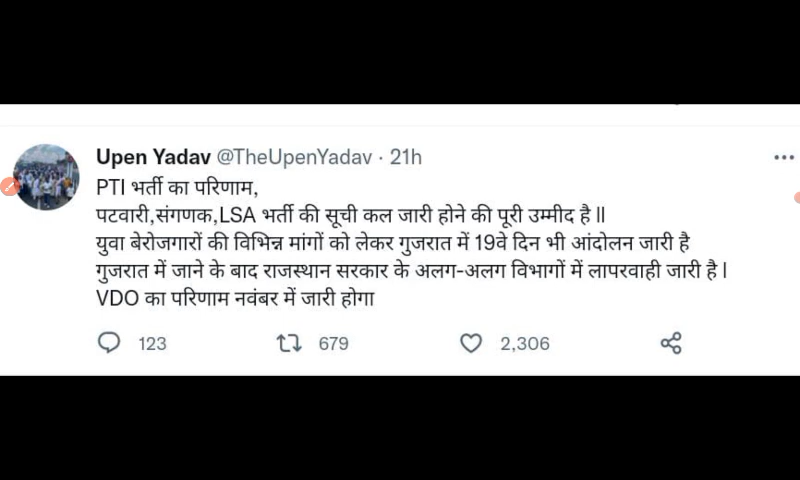 Upen Yadav @TheUpenYadav · 21h
PTI भर्ती का परिणाम,
पटवारी,संगणक,LSA भर्ती की सूची कल जारी होने की पूरी उम्मीद है ll
युवा बेरोजगारों की विभिन्न मांगों को लेकर गुजरात में 19वे दिन भी आंदोलन जारी है
गुजरात में जाने के बाद राजस्थान सरकार के अलग-अलग विभागों में लापरवाही जारी है l
VDO का परिणाम नवंबर में जारी होगा
123 679 2,306